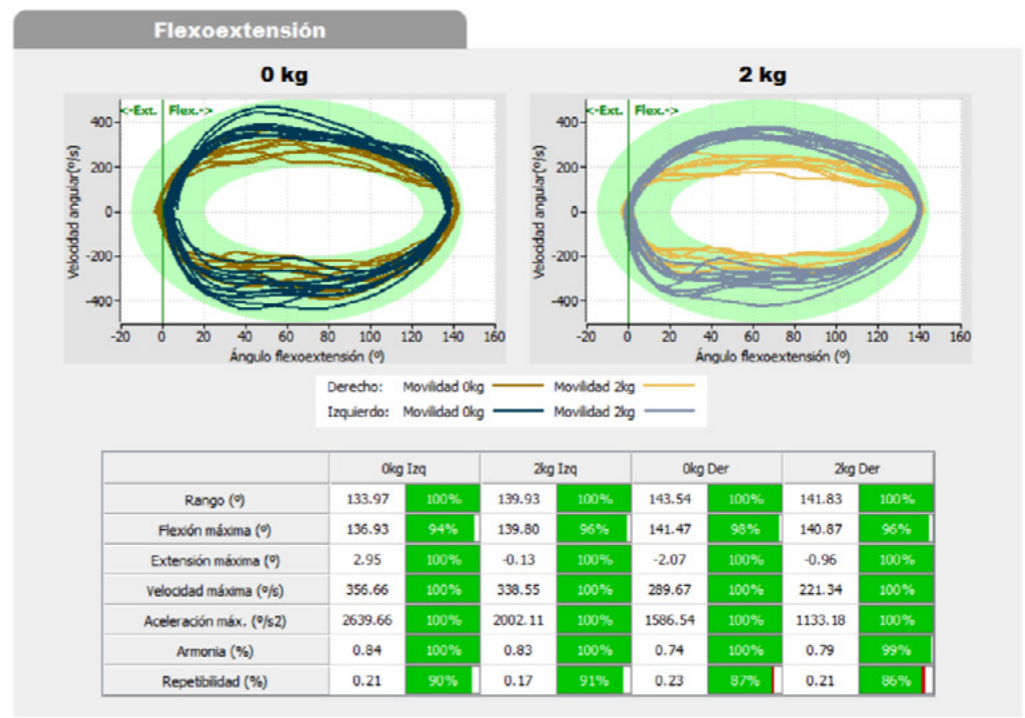 Flexoextensión
0 kg
2 kg
<-Ext. Flex.->
400
200
0
-200
-400
Velocidad angular(º/s)
-20 0 20 40 60 80 100 120 140 160
Ángulo flexoextensión (º)
<-Ext. Flex.->
400
200
0
-200
-400
Velocidad angular(º/s)
-20 0 20 40 60 80 100 120 140 160
Ángulo flexoextensión (º)
Derecho: Movilidad 0kg Movilidad 2kg
Izquierdo: Movilidad 0kg Movilidad 2kg
0kg Izq 2kg Izq 0kg Der 2kg Der
Rango (º) 133.97 100% 139.93 100% 143.54 100% 141.83 100%
Flexión máxima (º) 136.93 94% 139.80 96% 141.47 98% 140.87 96%
Extensión máxima (º) 2.95 100% -0.13 100% -2.07 100% -0.96 100%
Velocidad máxima (º/s) 356.66 100% 338.55 100% 289.67 100% 221.34 100%
Aceleración máx. (º/s2) 2639.66 100% 2002.11 100% 1586.54 100% 1133.18 100%
Armonia (%) 0.84 100% 0.83 100% 0.74 100% 0.79 99%
Repetibilidad (%) 0.21 90% 0.17 91% 0.23 87% 0.21 86%